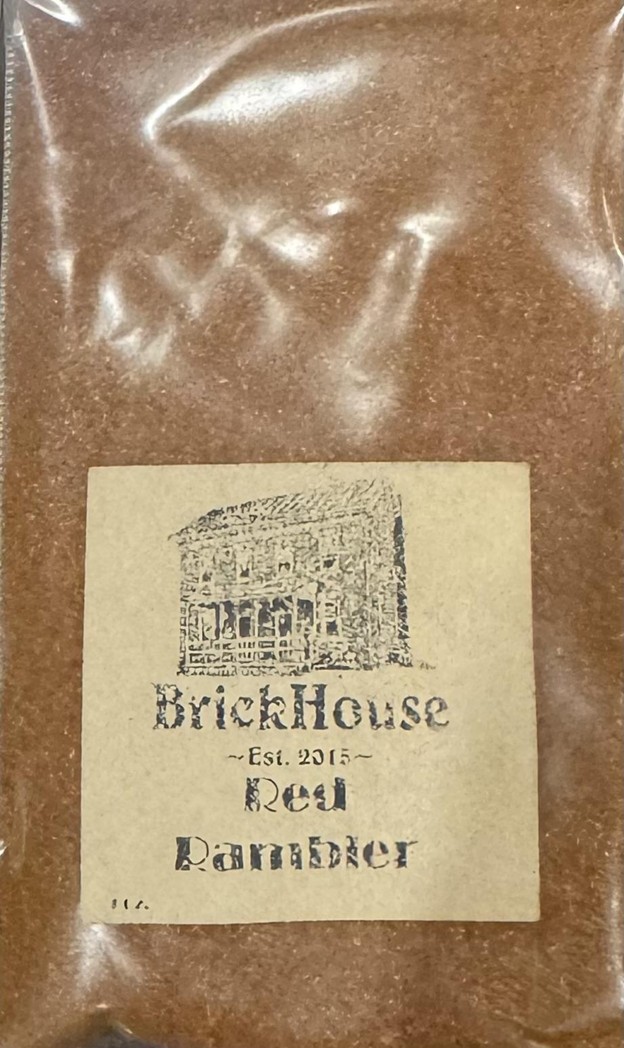 BrickHouse
~Est. 2015~
Red
Rambler